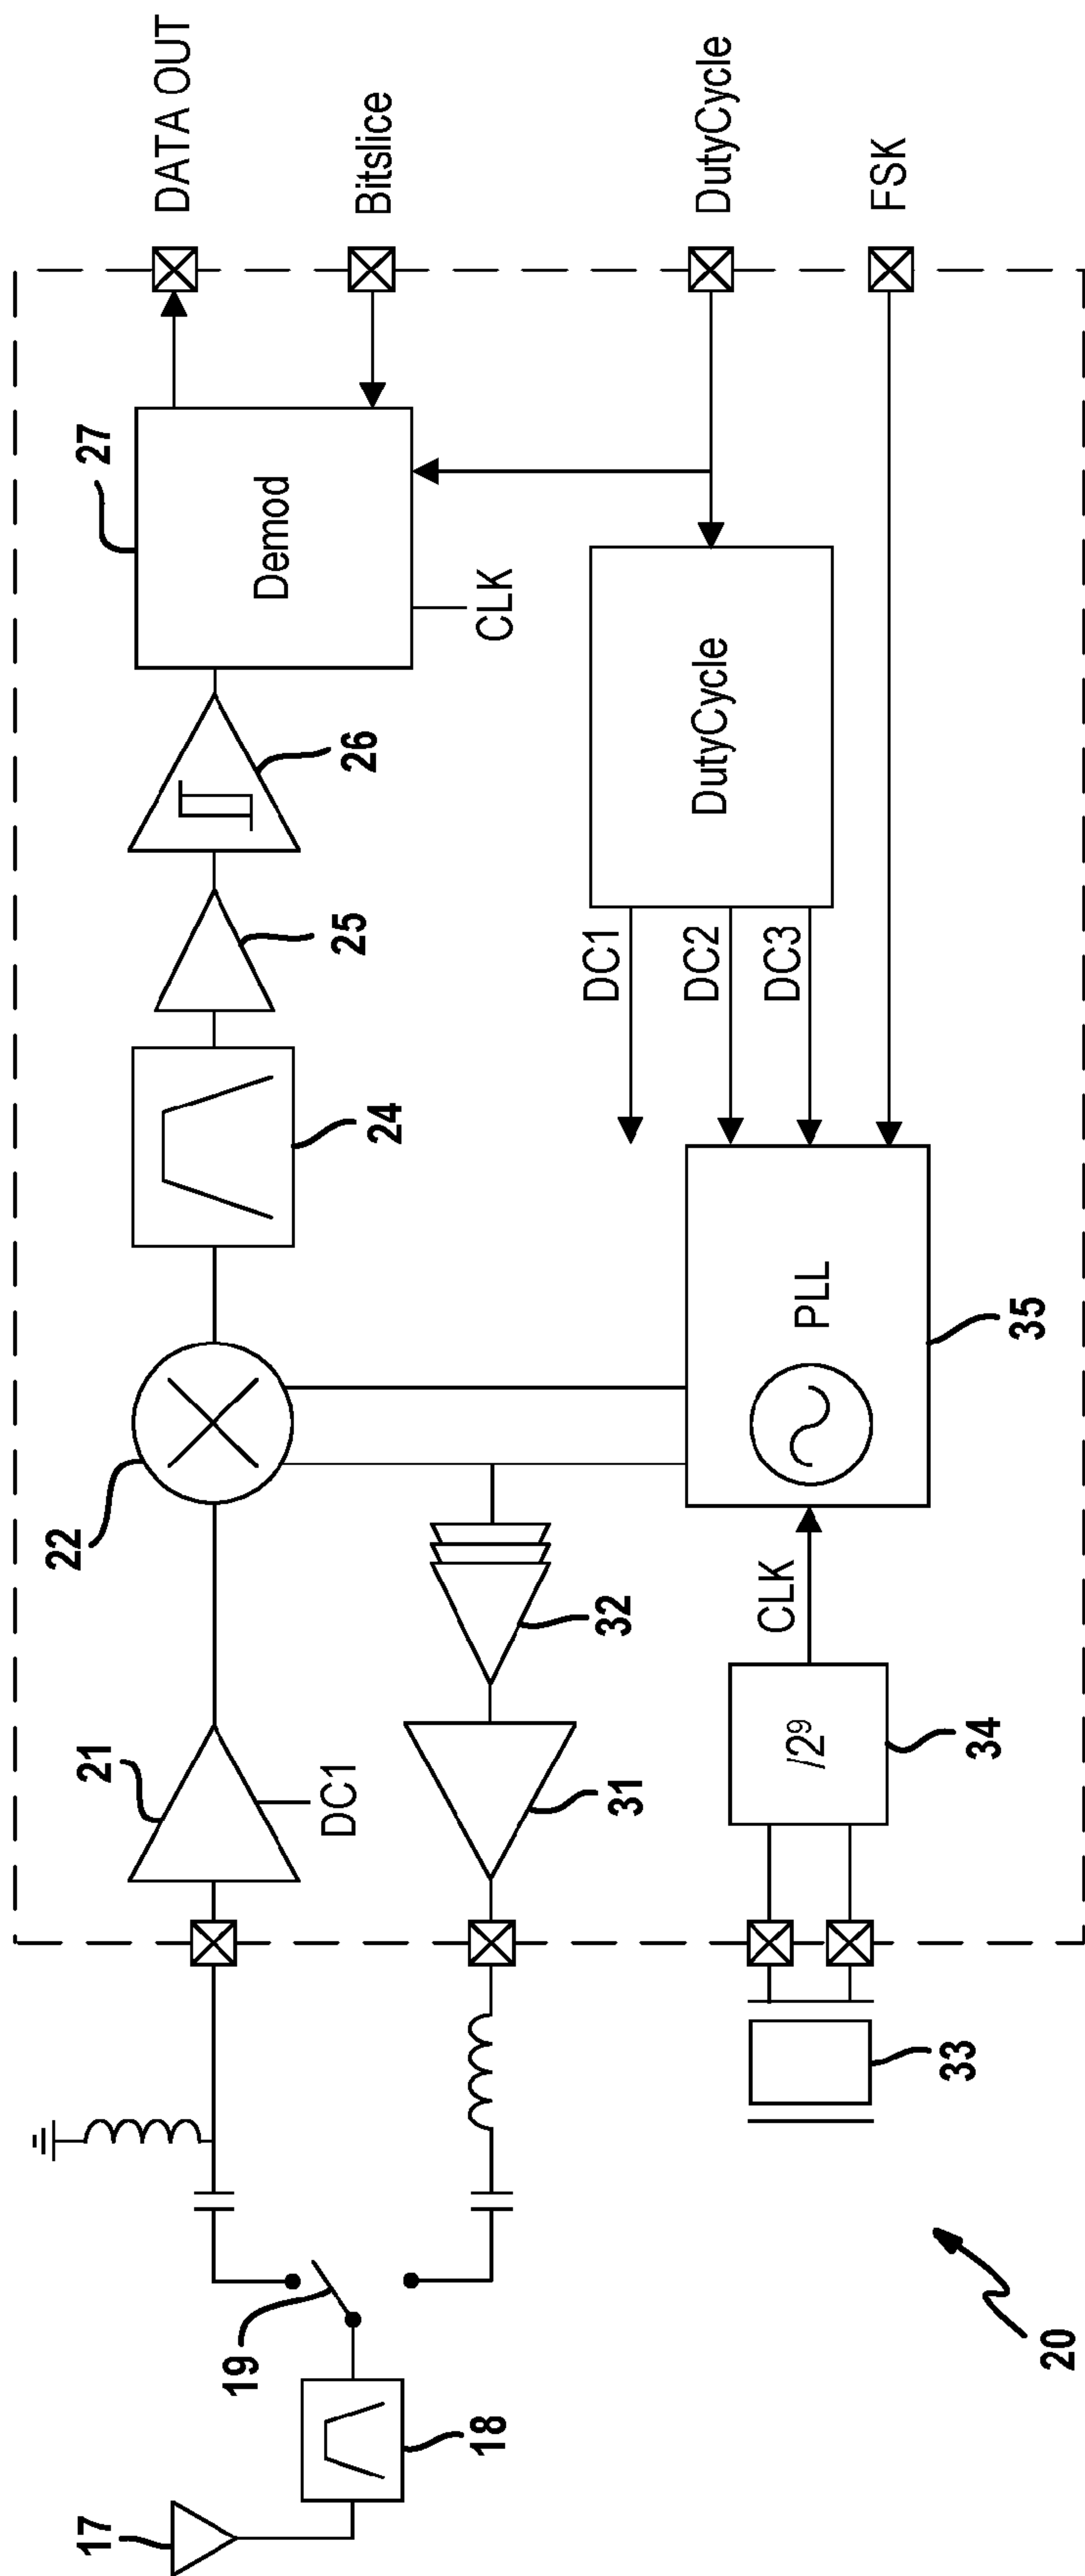 DATA OUT
Bitslice
DutyCycle
FSK
27
Demod
CLK
26
25
24
22
21
DC1
DutyCycle
DC1
DC2
DC3
32
31
PLL
35
CLK
/2⁹
34
33
19
18
17
20